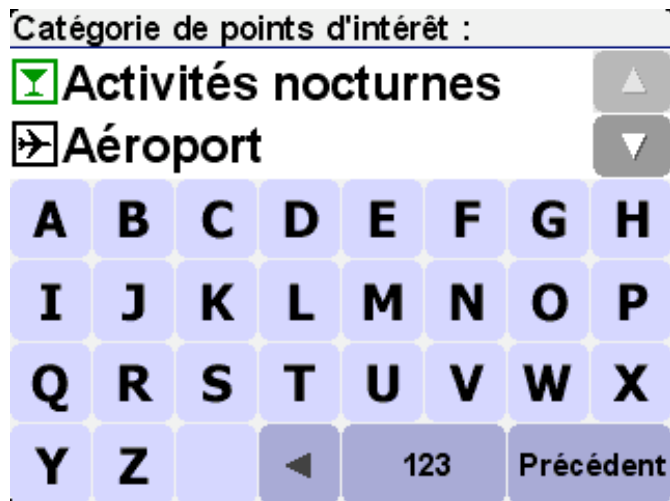 Catégorie de points d'intérêt :
Activités nocturnes
Aéroport
A B C D E F G H
I J K L M N O P
Q R S T U V W X
Y Z 123 Précédent